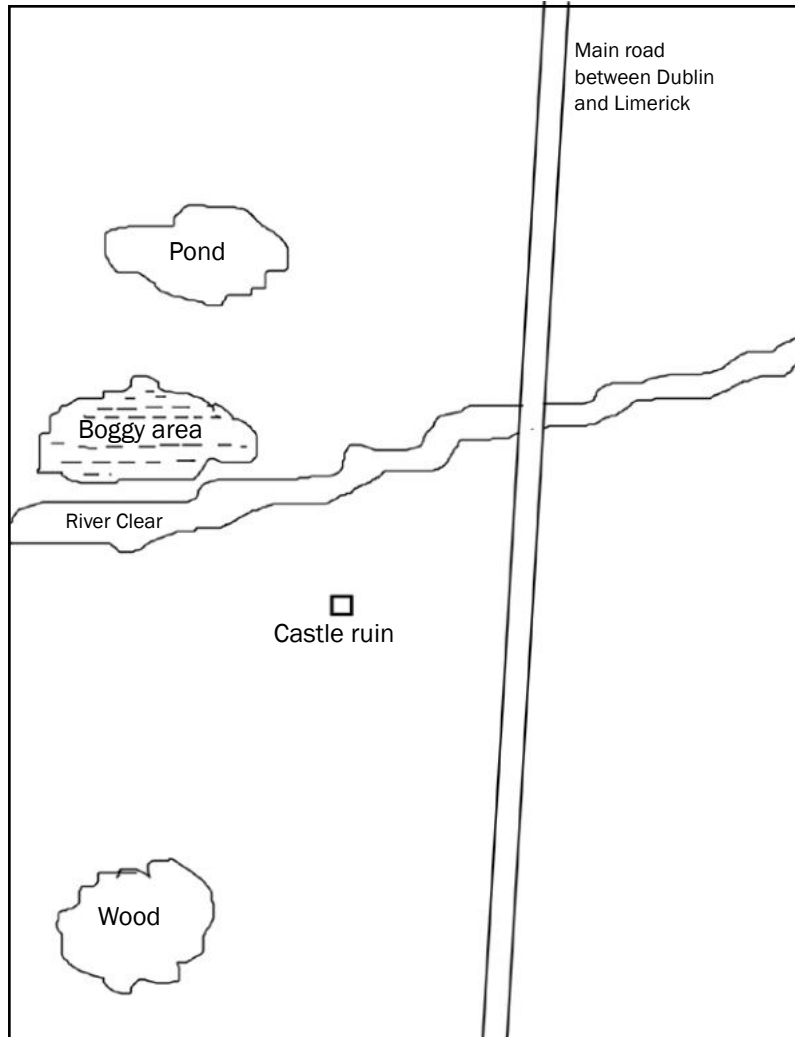 Main road
between Dublin
and Limerick
Pond
Boggy area
River Clear
Castle ruin
Wood